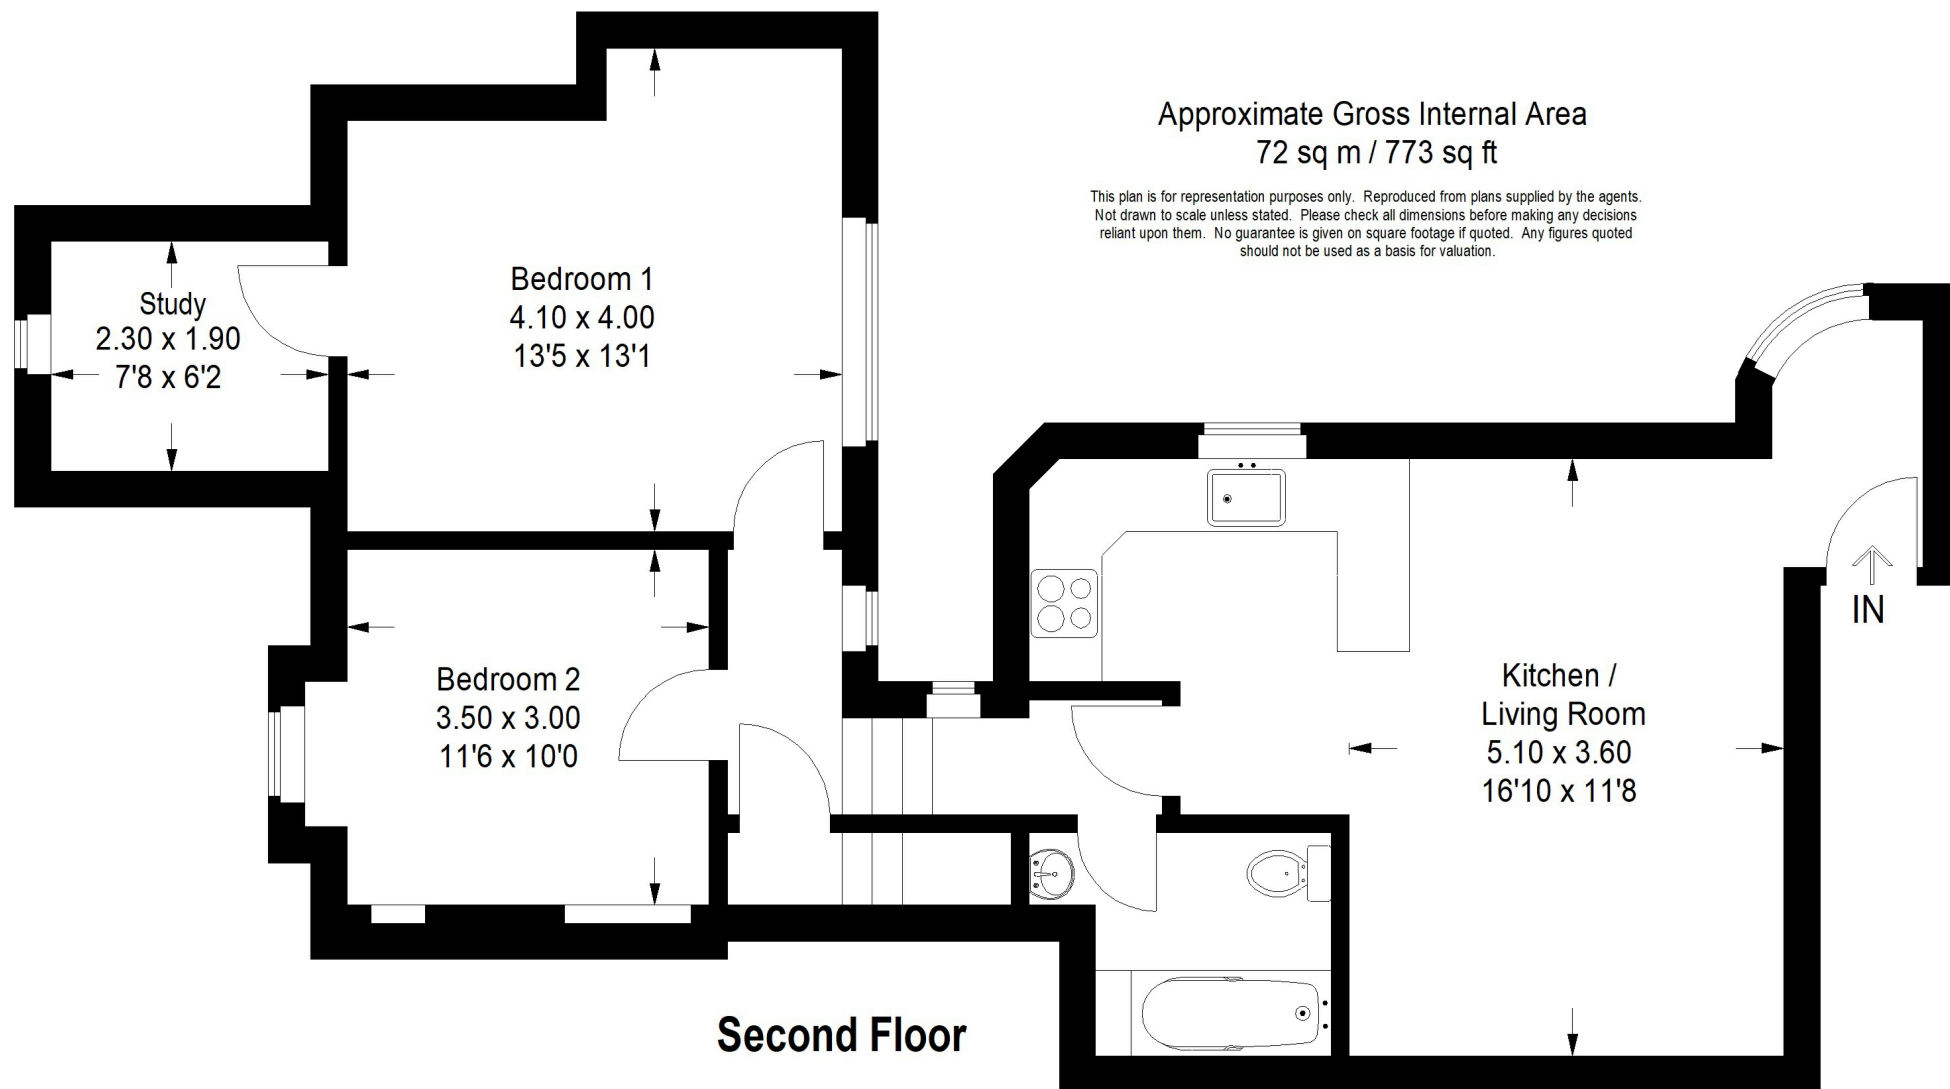 Approximate Gross Internal Area
72 sq m / 773 sq ft
This plan is for representation purposes only. Reproduced from plans supplied by the agents.
Not drawn to scale unless stated. Please check all dimensions before making any decisions
reliant upon them. No guarantee is given on square footage if quoted. Any figures quoted
should not be used as a basis for valuation.
Bedroom 1
4.10 x 4.00
13'5 x 13'1
Study
2.30 x 1.90
7'8 x 6'2
IN
Bedroom 2
3.50 x 3.00
11'6 x 10'0
Kitchen /
Living Room
5.10 x 3.60
16'10 x 11'8
Second Floor